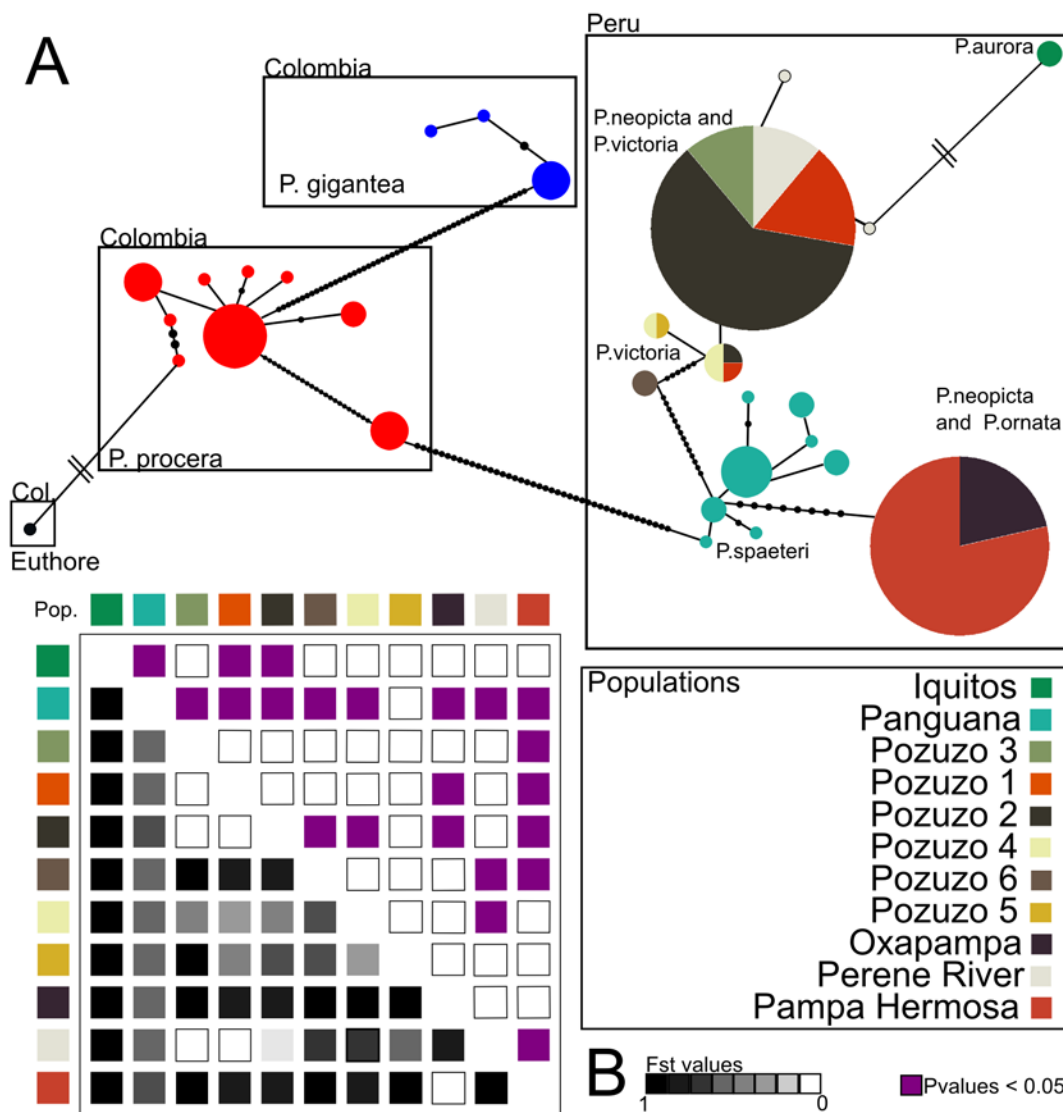 A
Peru
P.aurora
Colombia
P. gigantea
P.neopicta and
P.victoria
Colombia
P. procera
P.victoria
P.neopicta
and P.ornata
P.spaeteri
Col.
Euthore
Pop.
Populations
Iquitos
Panguana
Pozuzo 3
Pozuzo 1
Pozuzo 2
Pozuzo 4
Pozuzo 6
Pozuzo 5
Oxapampa
Perene River
Pampa Hermosa
B
Fst values
1 0
Pvalues < 0.05